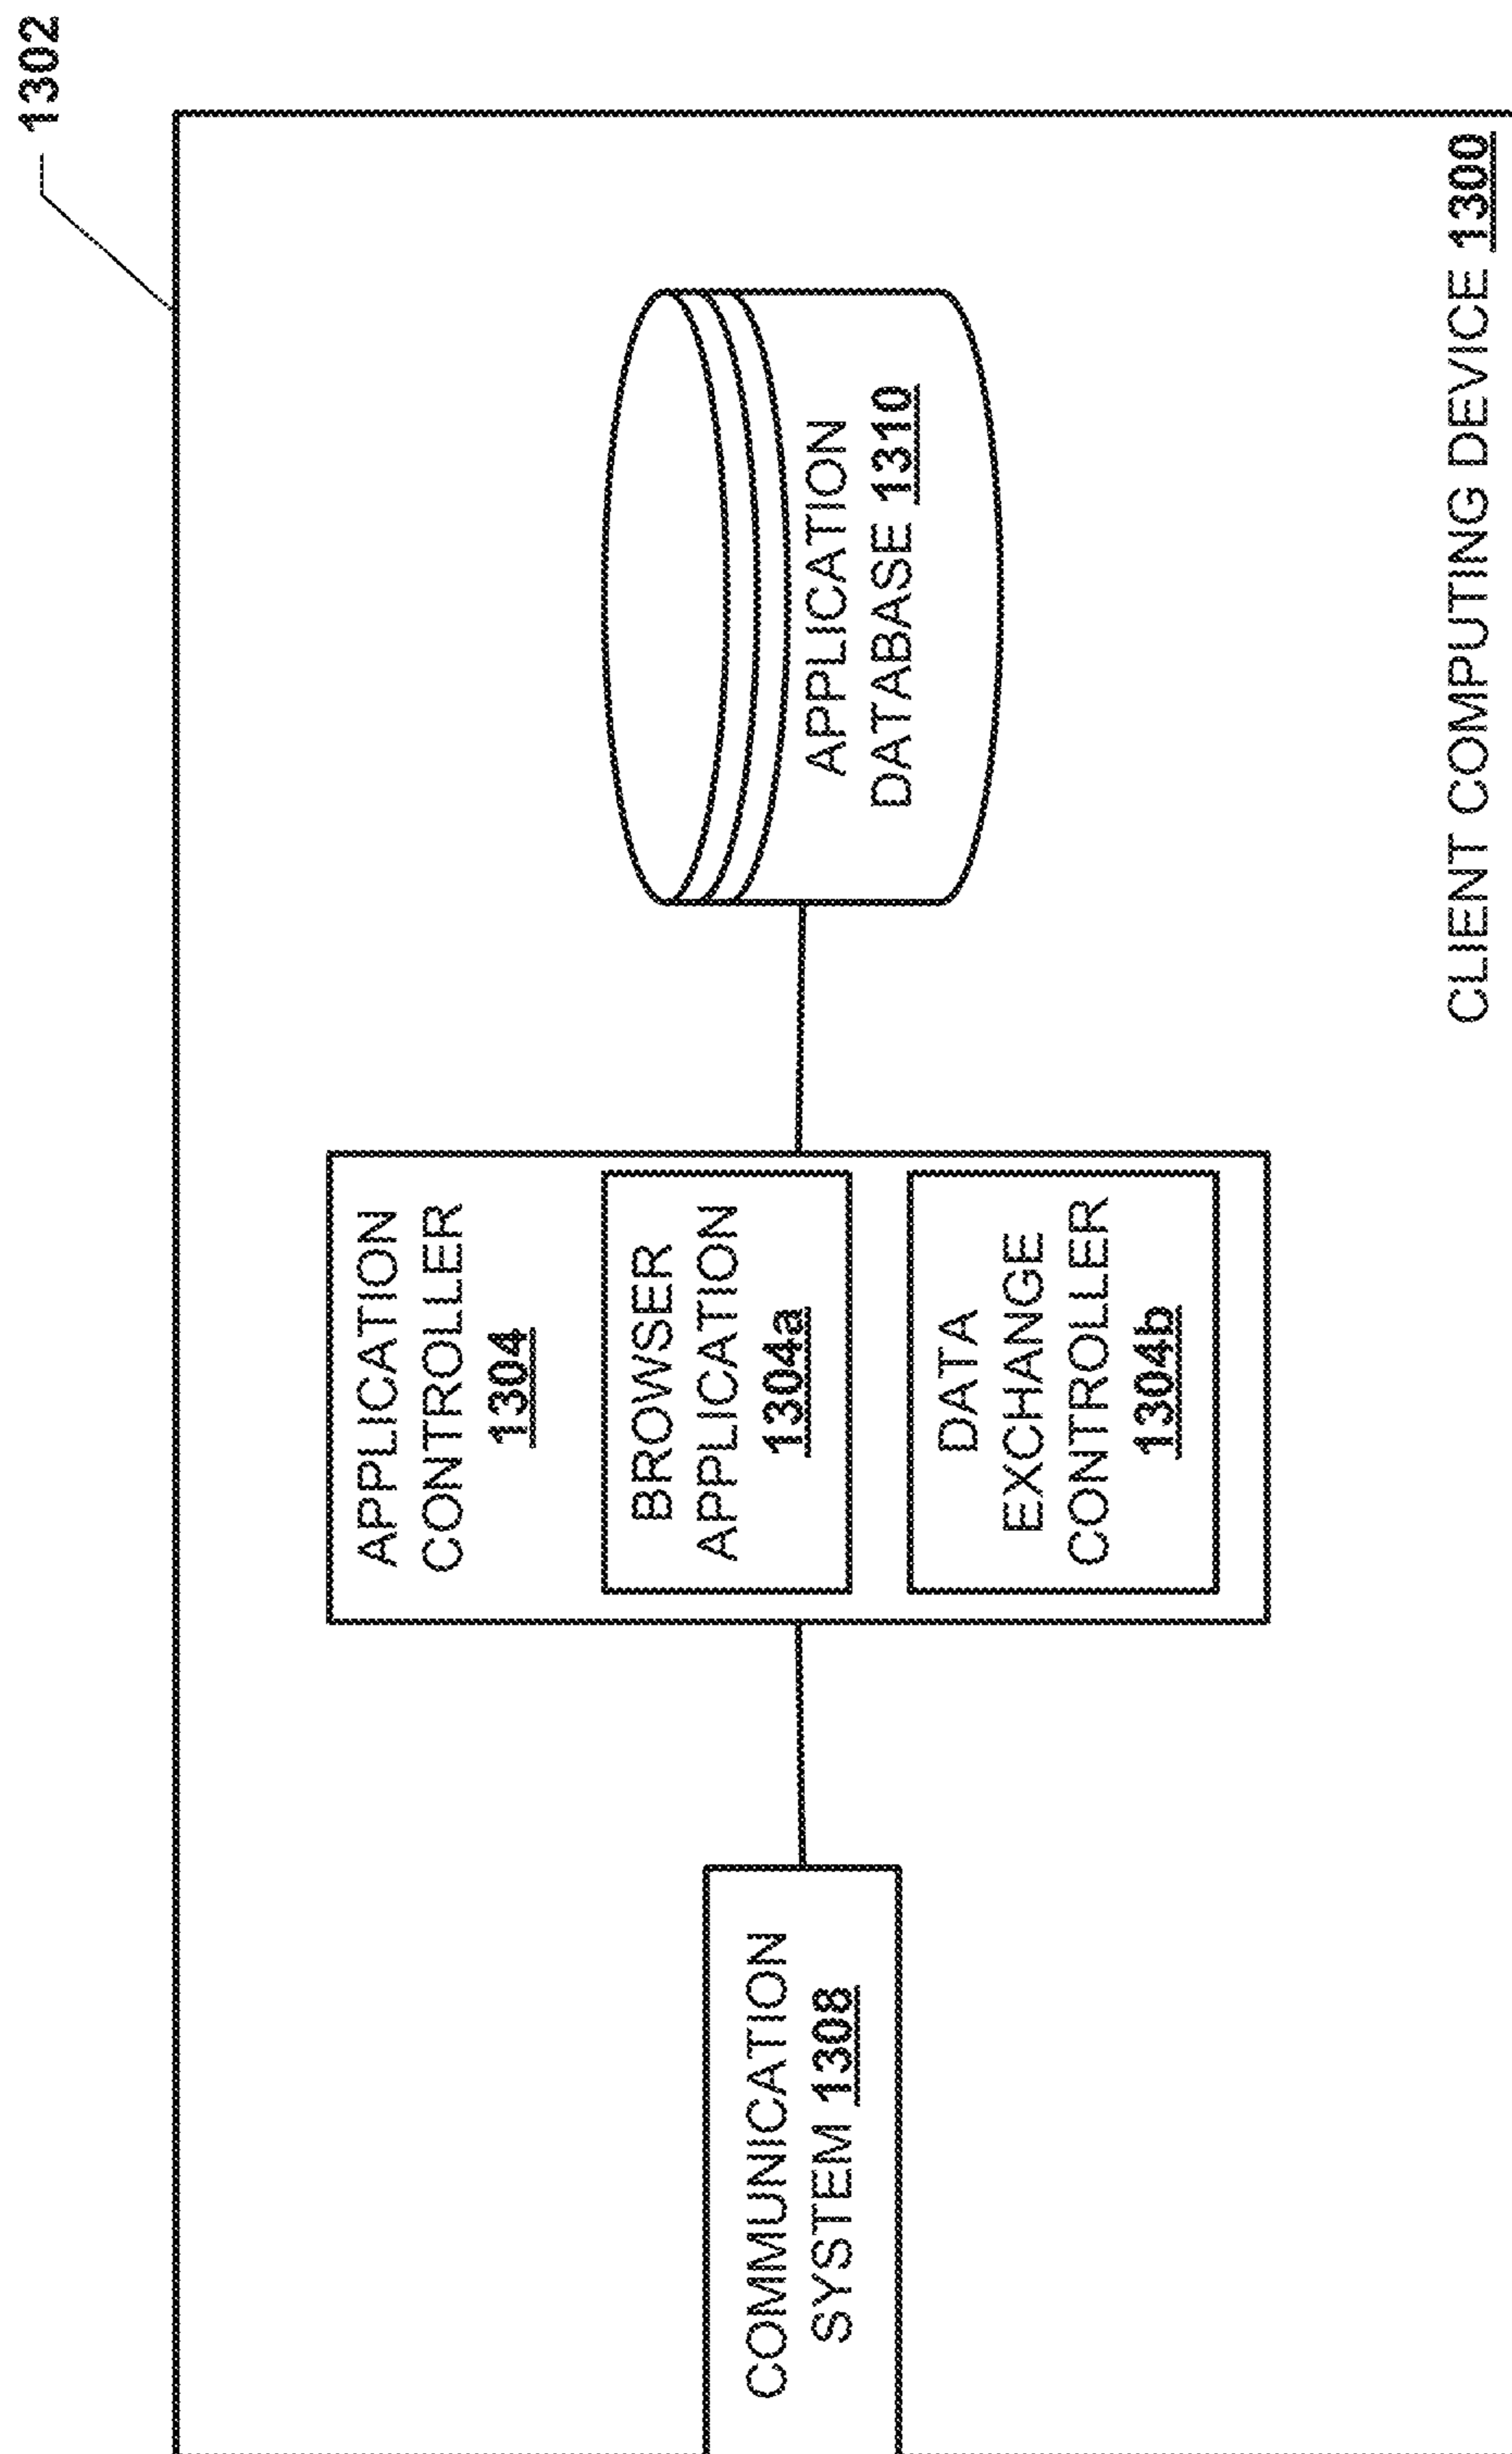 1302
COMMUNICATION
SYSTEM 1308
APPLICATION
CONTROLLER
1304
BROWSER
APPLICATION
1304a
DATA
EXCHANGE
CONTROLLER
1304b
APPLICATION
DATABASE 1310
CLIENT COMPUTING DEVICE 1300